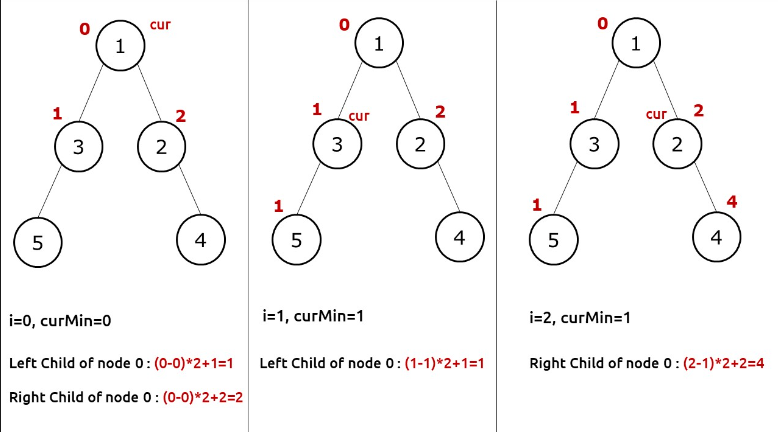 0 cur
1
1 2
3 2
5 4
i=0, curMin=0
Left Child of node 0 : (0-0)*2+1=1
Right Child of node 0 : (0-0)*2+2=2
0
1
1 cur 2
3 2
1
5 4
i=1, curMin=1
Left Child of node 0 : (1-1)*2+1=1
0
1
1 cur 2
3 2
1 4
5 4
i=2, curMin=1
Right Child of node 0 : (2-1)*2+2=4